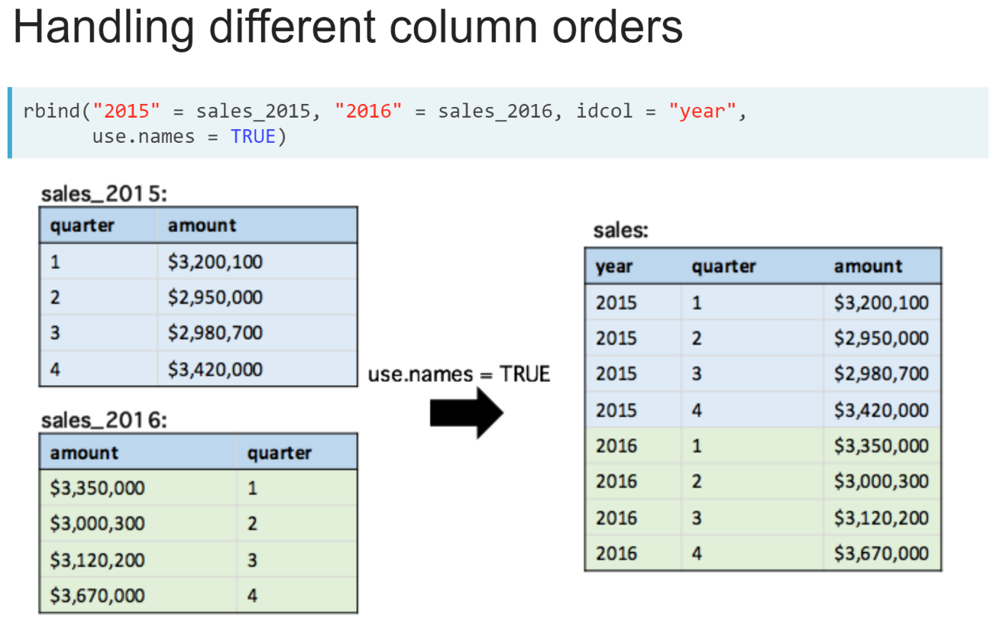 Handling different column orders
rbind("2015" = sales_2015, "2016" = sales_2016, idcol = "year",
use.names = TRUE)
sales_2015:
quarter amount
1 $3,200,100
2 $2,950,000
3 $2,980,700
4 $3,420,000
sales_2016:
amount quarter
$3,350,000 1
$3,000,300 2
$3,120,200 3
$3,670,000 4
use.names = TRUE
sales:
year quarter amount
2015 1 $3,200,100
2015 2 $2,950,000
2015 3 $2,980,700
2015 4 $3,420,000
2016 1 $3,350,000
2016 2 $3,000,300
2016 3 $3,120,200
2016 4 $3,670,000